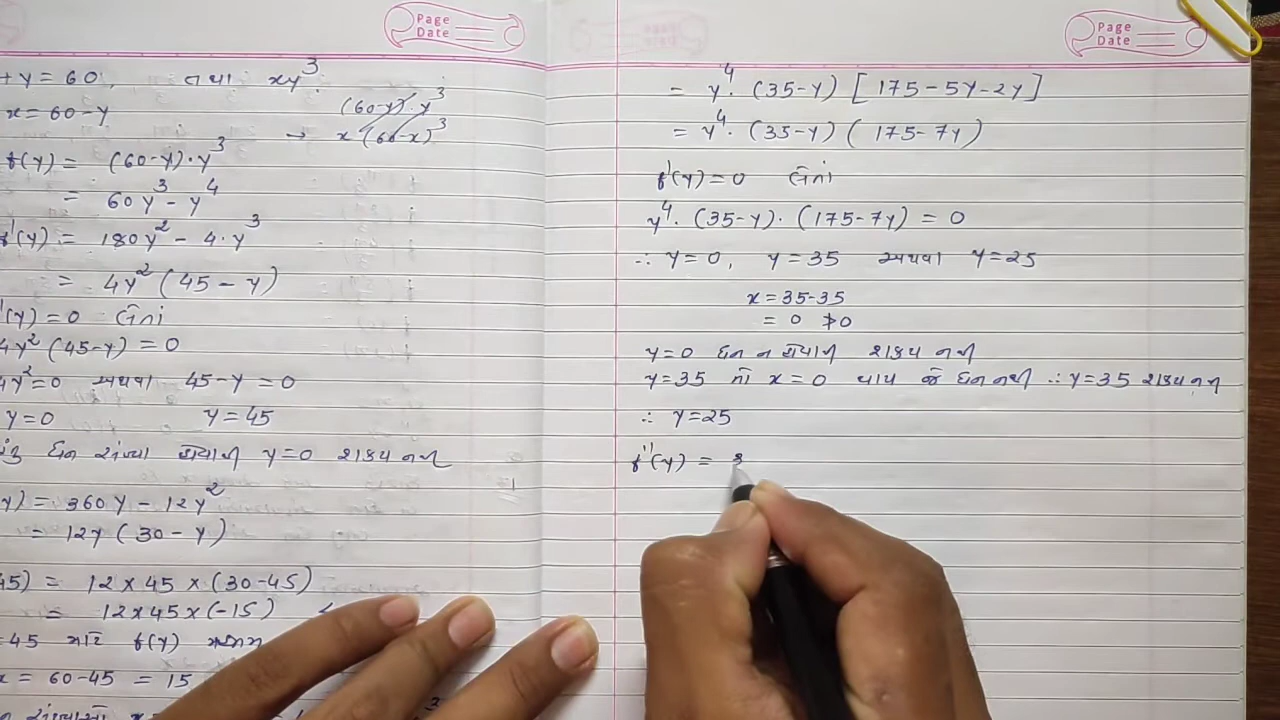 Page
Date
+ y = 60, તથા xy³
x = 60 - y
(60-y)·y³
→ x(60-x)³
f(y) = (60-y)·y³
= 60y³ - y⁴
f'(y) = 180y² - 4·y³
= 4y²(45 - y)
'(y) = 0 લેતાં
4y²(45-y) = 0
4y²=0 અથવા 45-y = 0
y=0 y=45
ધન સંખ્યા હોવાથી y=0 શક્ય નથી
y) = 360y - 12y²
= 12y(30 - y)
45) = 12 × 45 × (30-45)
= 12×45×(-15) <
=45 માટે f(y) મહત્તમ
x = 60-45 = 15
Page
Date
= y⁴· (35-y) [175-5y-2y]
= y⁴· (35-y) (175-7y)
f'(y) = 0 લેતાં
y⁴· (35-y)· (175-7y) = 0
∴ y=0, y=35 અથવા y=25
x = 35-35
= 0 ≯0
y=0 ધન ન હોવાથી શક્ય નથી
y=35 તો x=0 થાય જે ધન નથી ∴ y=35 શક્ય નથી
∴ y=25
f''(y) =